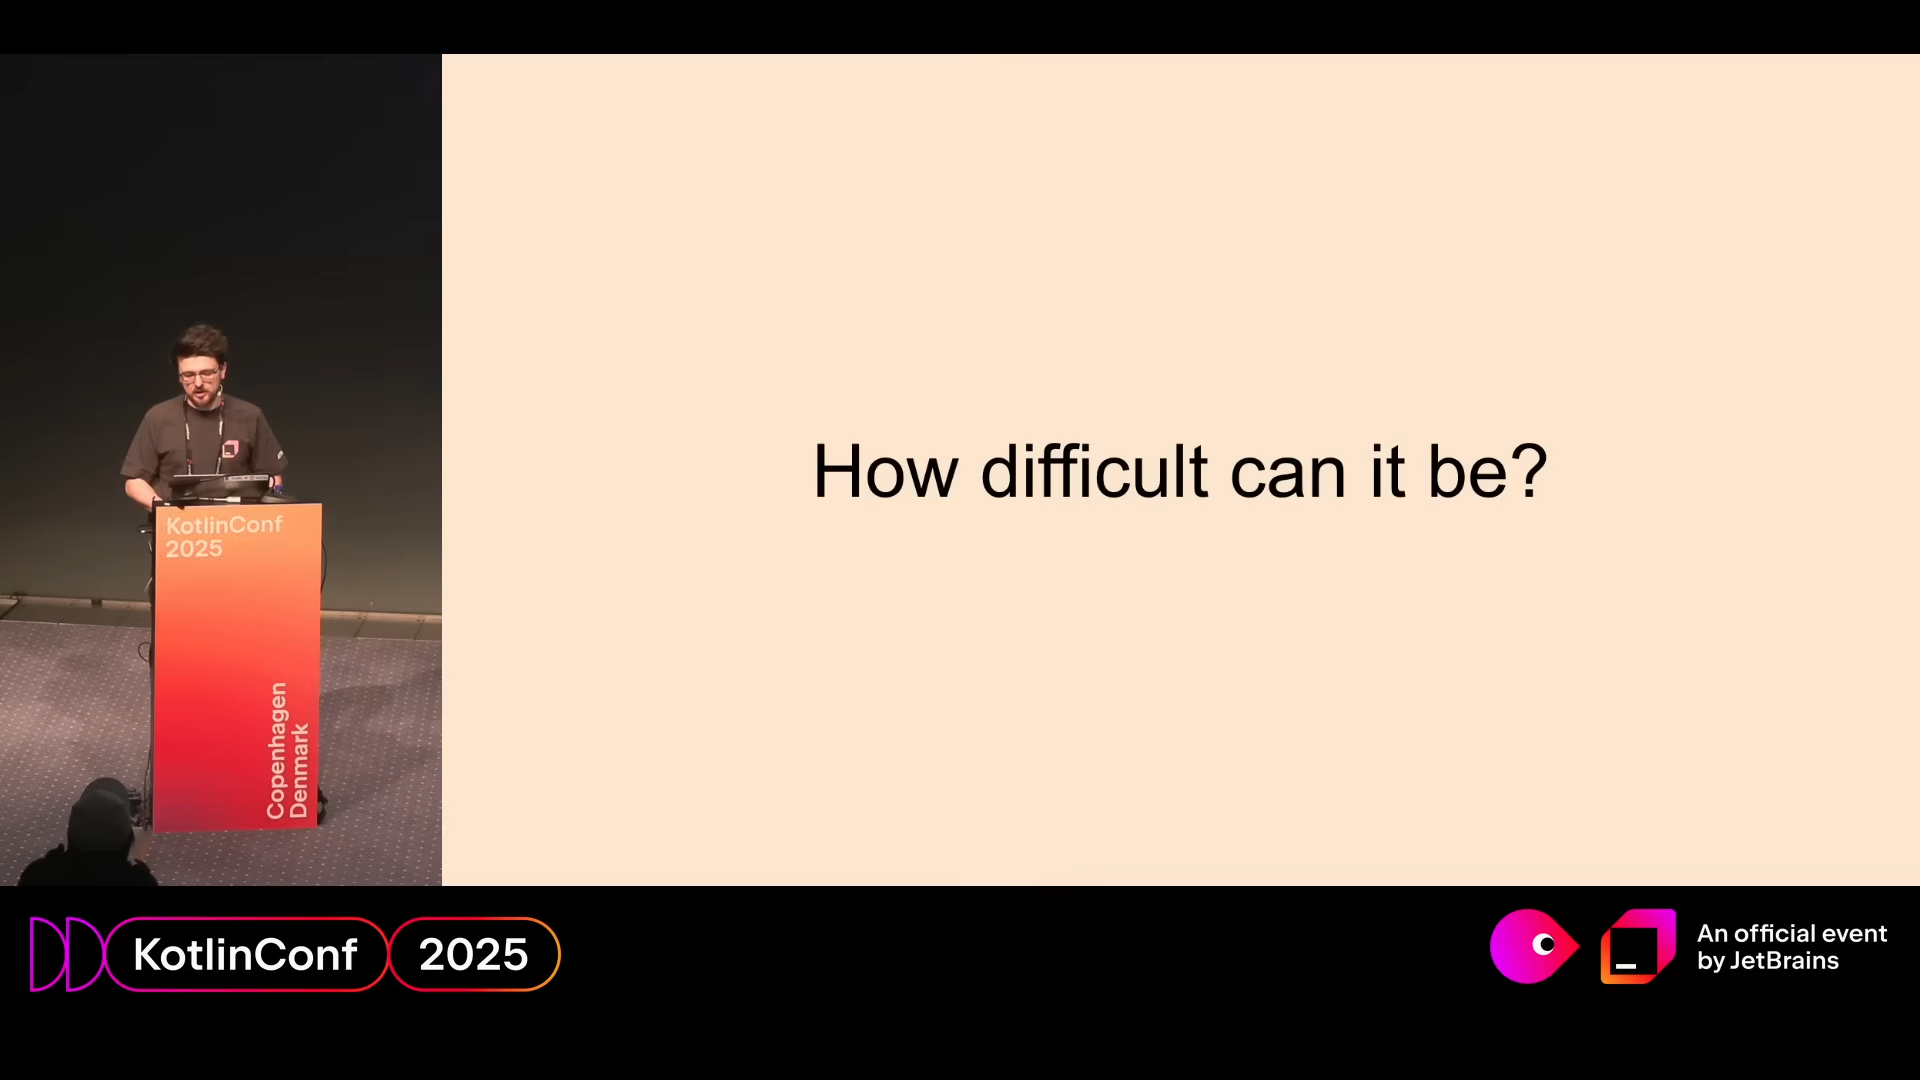 How difficult can it be?
KotlinConf
2025
Copenhagen
Denmark
KotlinConf 2025
An official event
by JetBrains